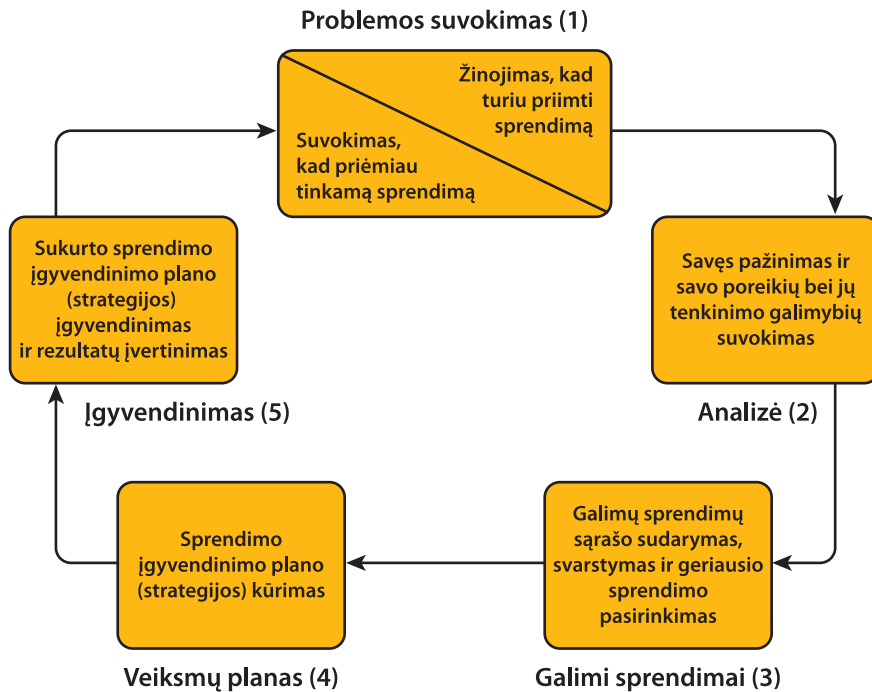 Problemos suvokimas (1)
Žinojimas, kad
turiu priimti
sprendimą
Suvokimas,
kad priėmiau
tinkamą sprendimą
Savęs pažinimas ir
savo poreikių bei jų
tenkinimo galimybių
suvokimas
Analizė (2)
Galimų sprendimų
sąrašo sudarymas,
svarstymas ir geriausio
sprendimo
pasirinkimas
Galimi sprendimai (3)
Sprendimo
įgyvendinimo plano
(strategijos) kūrimas
Veiksmų planas (4)
Sukurto sprendimo
įgyvendinimo plano
(strategijos)
įgyvendinimas
ir rezultatų įvertinimas
Įgyvendinimas (5)